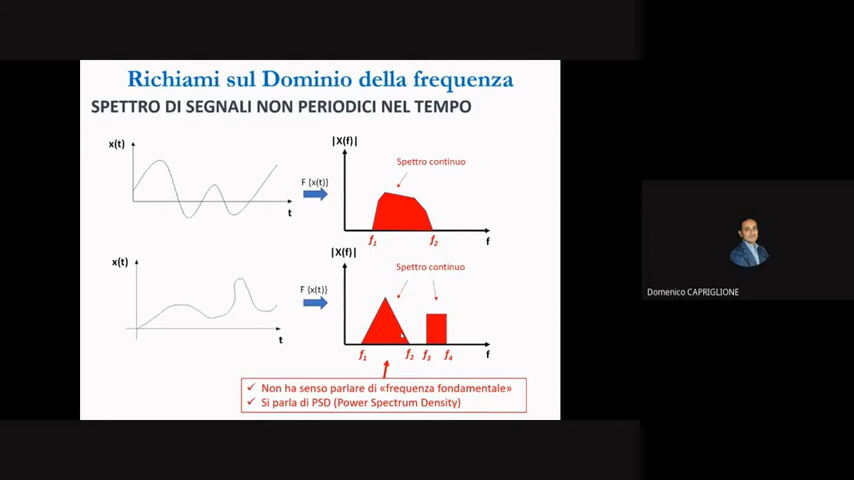 Richiami sul Dominio della frequenza
SPETTRO DI SEGNALI NON PERIODICI NEL TEMPO
x(t)
t
F {x(t)}
|X(f)|
Spettro continuo
f1
f2
f
x(t)
t
F {x(t)}
|X(f)|
Spettro continuo
f1
f2
f3
f4
f
✓ Non ha senso parlare di «frequenza fondamentale»
✓ Si parla di PSD (Power Spectrum Density)
Domenico CAPRIGLIONE